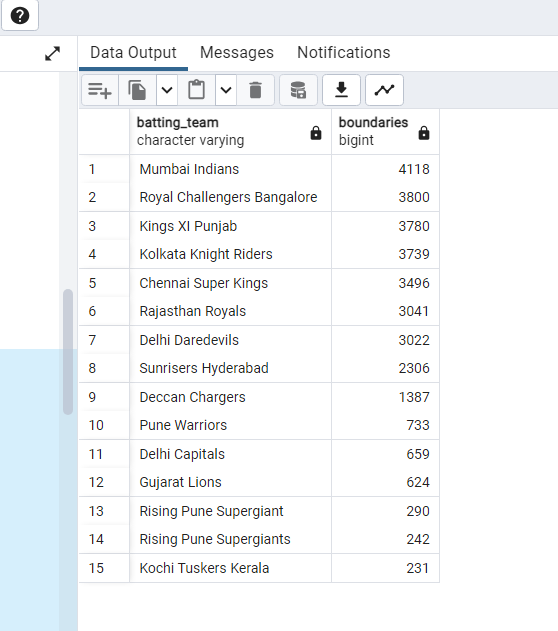 ?
Data Output Messages Notifications
batting_team boundaries
character varying bigint
1 Mumbai Indians 4118
2 Royal Challengers Bangalore 3800
3 Kings XI Punjab 3780
4 Kolkata Knight Riders 3739
5 Chennai Super Kings 3496
6 Rajasthan Royals 3041
7 Delhi Daredevils 3022
8 Sunrisers Hyderabad 2306
9 Deccan Chargers 1387
10 Pune Warriors 733
11 Delhi Capitals 659
12 Gujarat Lions 624
13 Rising Pune Supergiant 290
14 Rising Pune Supergiants 242
15 Kochi Tuskers Kerala 231